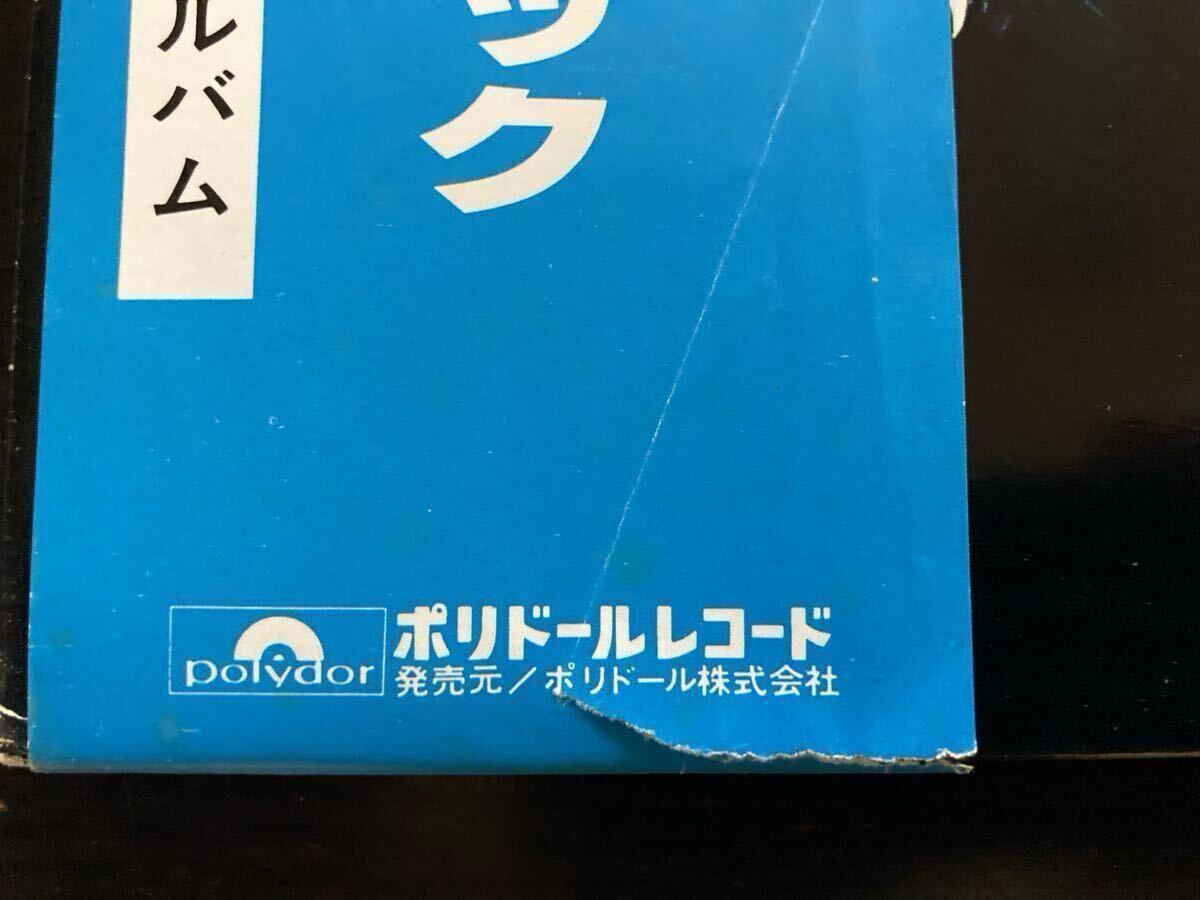 ック
ルバム
polydor
ポリドールレコード
発売元/ポリドール株式会社